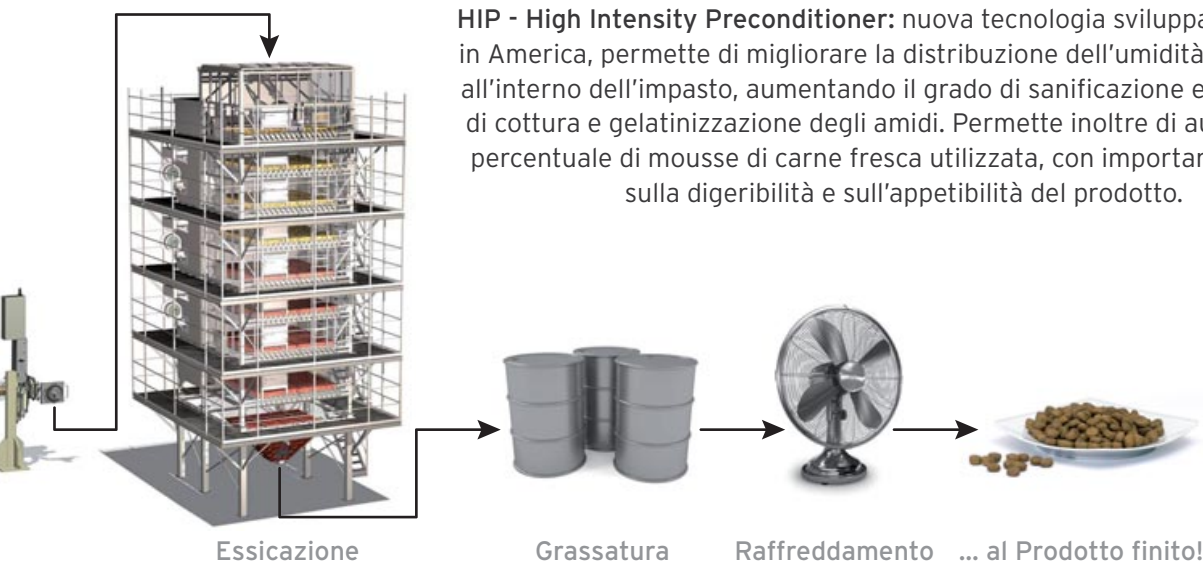 HIP - High Intensity Preconditioner: nuova tecnologia
in America, permette di migliorare la distribuzione dell'umidità
all'interno dell'impasto, aumentando il grado di sanificazione e
di cottura e gelatinizzazione degli amidi. Permette inoltre di
percentuale di mousse di carne fresca utilizzata, con
sulla digeribilità e sull'appetibilità del prodotto.
Essicazione Grassatura Raffreddamento ... al Prodotto finito!